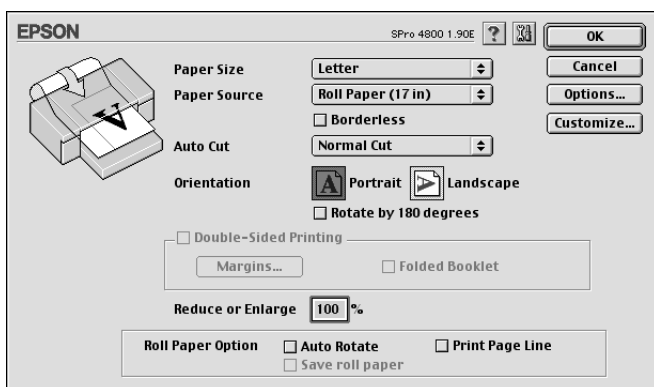 EPSON SPro 4800 1.90E ? OK
Paper Size Letter Cancel
Paper Source Roll Paper (17 in) Options...
Borderless Customize...
Auto Cut Normal Cut
Orientation A Portrait A Landscape
Rotate by 180 degrees
Double-Sided Printing
Margins... Folded Booklet
Reduce or Enlarge 100 %
Roll Paper Option Auto Rotate Print Page Line
Save roll paper